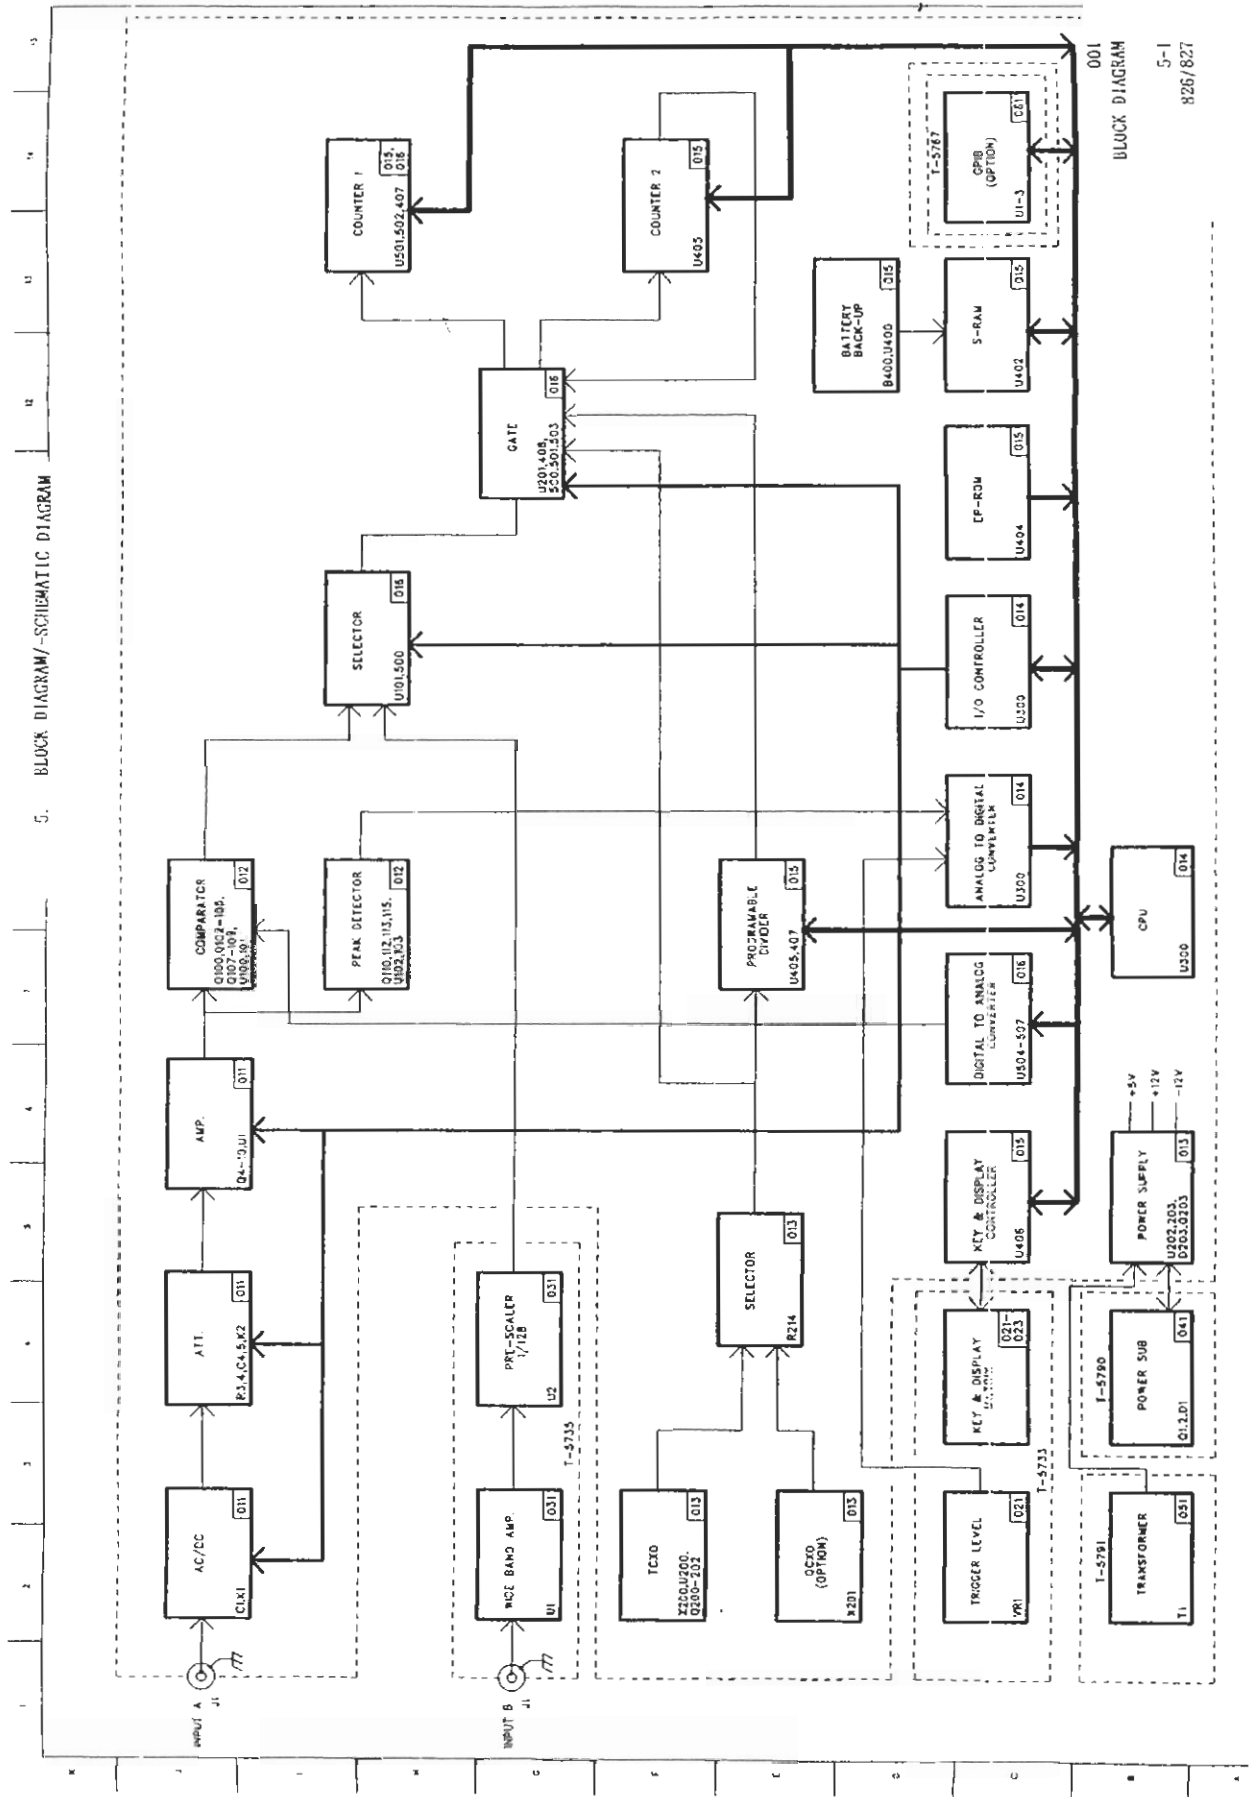 5. BLOCK DIAGRAM/-SCHEMATIC DIAGRAM
INPUT A
J1
AC/DC
011
ATT.
011
R3,4,C4,5,K2
AMP.
011
Q4-10,U1
COMPARATOR
012
Q100,Q102-106,
Q107-109,
U100,101
PEAK DETECTOR
012
Q110,112,113,115,
U102,103
SELECTOR
016
U101,500
GATE
016
U201,408,
500,501,503
COUNTER 1
015,
016
U501,502,407
COUNTER 2
015
U405
INPUT B
J1
WIDE BAND AMP.
031
U1
PRE-SCALER
1/128
031
U2
T-5735
TCXO
013
X200,U200,
Q200-202
OCXO
(OPTION)
013
X201
SELECTOR
013
R214
PROGRAMABLE
DIVIDER
015
U405,407
BATTERY
BACK-UP
015
B400,U400
TRIGGER LEVEL
021
VR1
KEY & DISPLAY
021-
023
T-5733
KEY & DISPLAY
CONTROLLER
015
U406
DIGITAL TO ANALOG
CONVERTER
016
U504-507
ANALOG TO DIGITAL
CONVERTER
014
U300
I/O CONTROLLER
014
U300
EP-ROM
015
U404
S-RAM
015
U402
T-5767
GPIB
(OPTION)
U1-3
T-5791
TRANSFORMER
051
T1
T-5790
POWER SUB
041
Q1,2,D1
POWER SUPPLY
013
U202,203,
D203,Q203
+5V
+12V
-12V
CPU
014
U300
001
BLOCK DIAGRAM
5-1
826/827